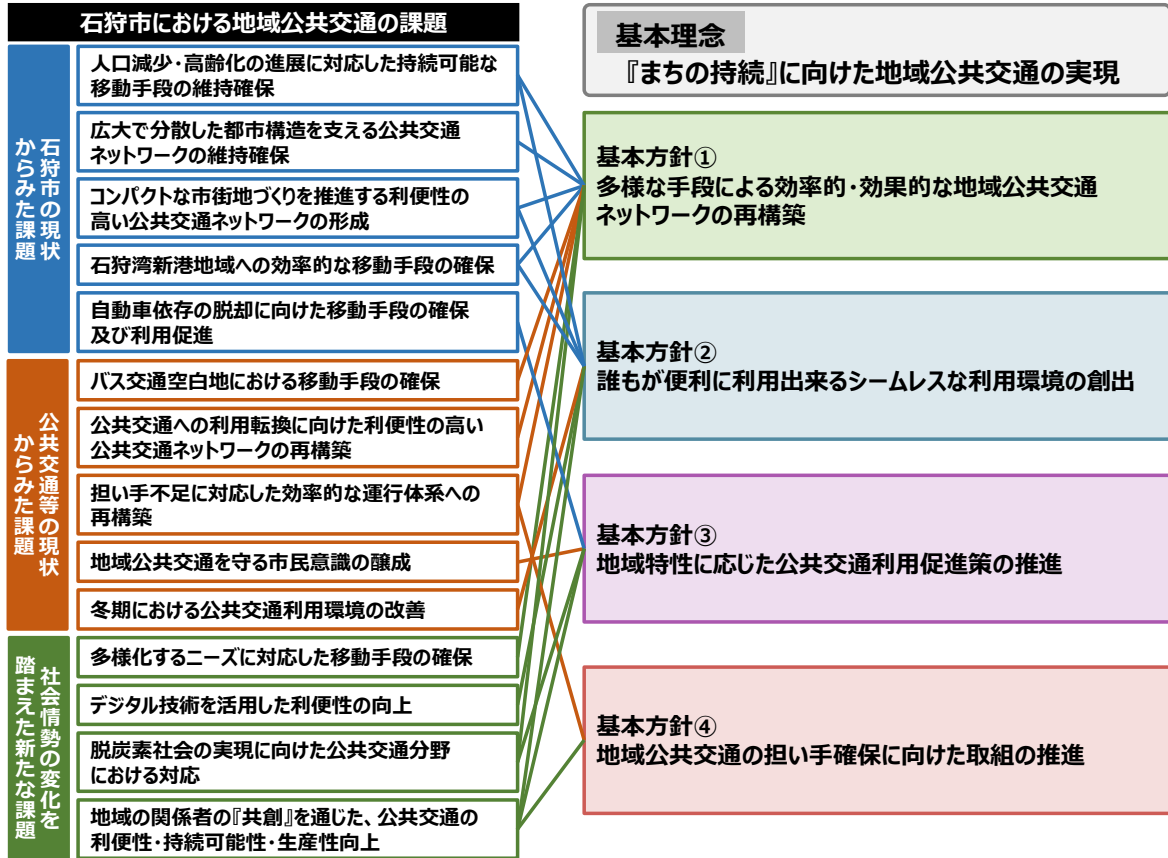 石狩市における地域公共交通の課題
石狩市の現状
からみた課題
人口減少・高齢化の進展に対応した持続可能な
移動手段の維持確保
広大で分散した都市構造を支える公共交通
ネットワークの維持確保
コンパクトな市街地づくりを推進する利便性の
高い公共交通ネットワークの形成
石狩湾新港地域への効率的な移動手段の確保
自動車依存の脱却に向けた移動手段の確保
及び利用促進
公共交通等の現状
からみた課題
バス交通空白地における移動手段の確保
公共交通への利用転換に向けた利便性の高い
公共交通ネットワークの再構築
担い手不足に対応した効率的な運行体系への
再構築
地域公共交通を守る市民意識の醸成
冬期における公共交通利用環境の改善
社会情勢の変化を
踏まえた新たな課題
多様化するニーズに対応した移動手段の確保
デジタル技術を活用した利便性の向上
脱炭素社会の実現に向けた公共交通分野
における対応
地域の関係者の『共創』を通じた、公共交通の
利便性・持続可能性・生産性向上
基本理念
『まちの持続』に向けた地域公共交通の実現
基本方針①
多様な手段による効率的・効果的な地域公共交通
ネットワークの再構築
基本方針②
誰もが便利に利用出来るシームレスな利用環境の創出
基本方針③
地域特性に応じた公共交通利用促進策の推進
基本方針④
地域公共交通の担い手確保に向けた取組の推進